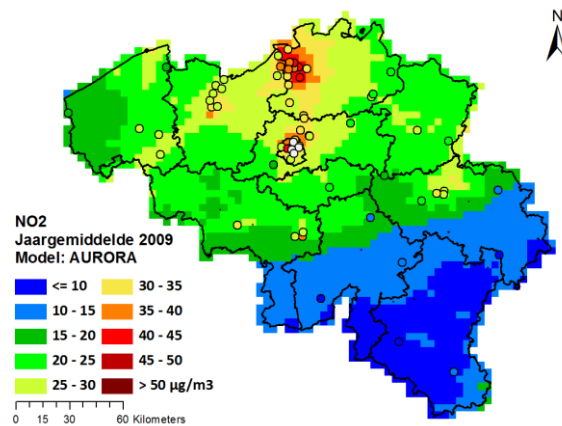 N
NO2
Jaargemiddelde 2009
Model: AURORA
<= 10 30 - 35
10 - 15 35 - 40
15 - 20 40 - 45
20 - 25 45 - 50
25 - 30 > 50 µg/m3
0 15 30 60 Kilometers